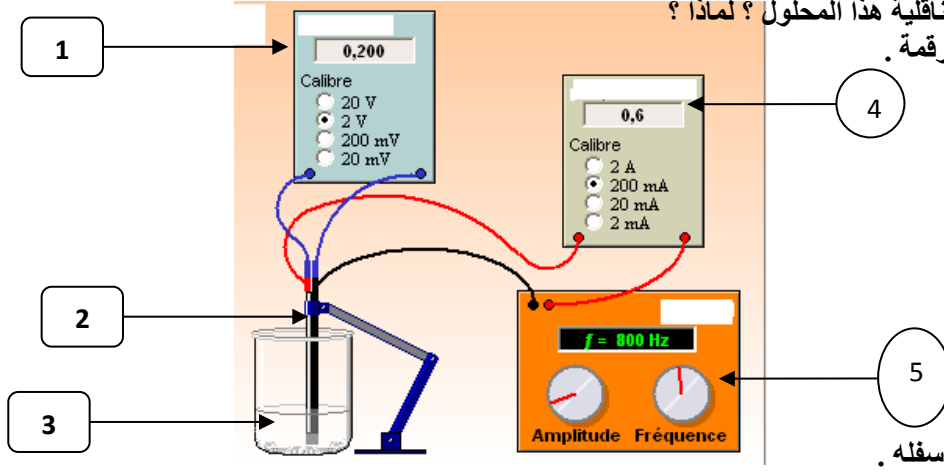 ناقلية هذا المحلول ؟ لماذا ؟
رقمة .
1
0,200
Calibre
20 V
2 V
200 mV
20 mV
4
0,6
Calibre
2 A
200 mA
20 mA
2 mA
2
f = 800 Hz
5
3
Amplitude Fréquence
سفله .